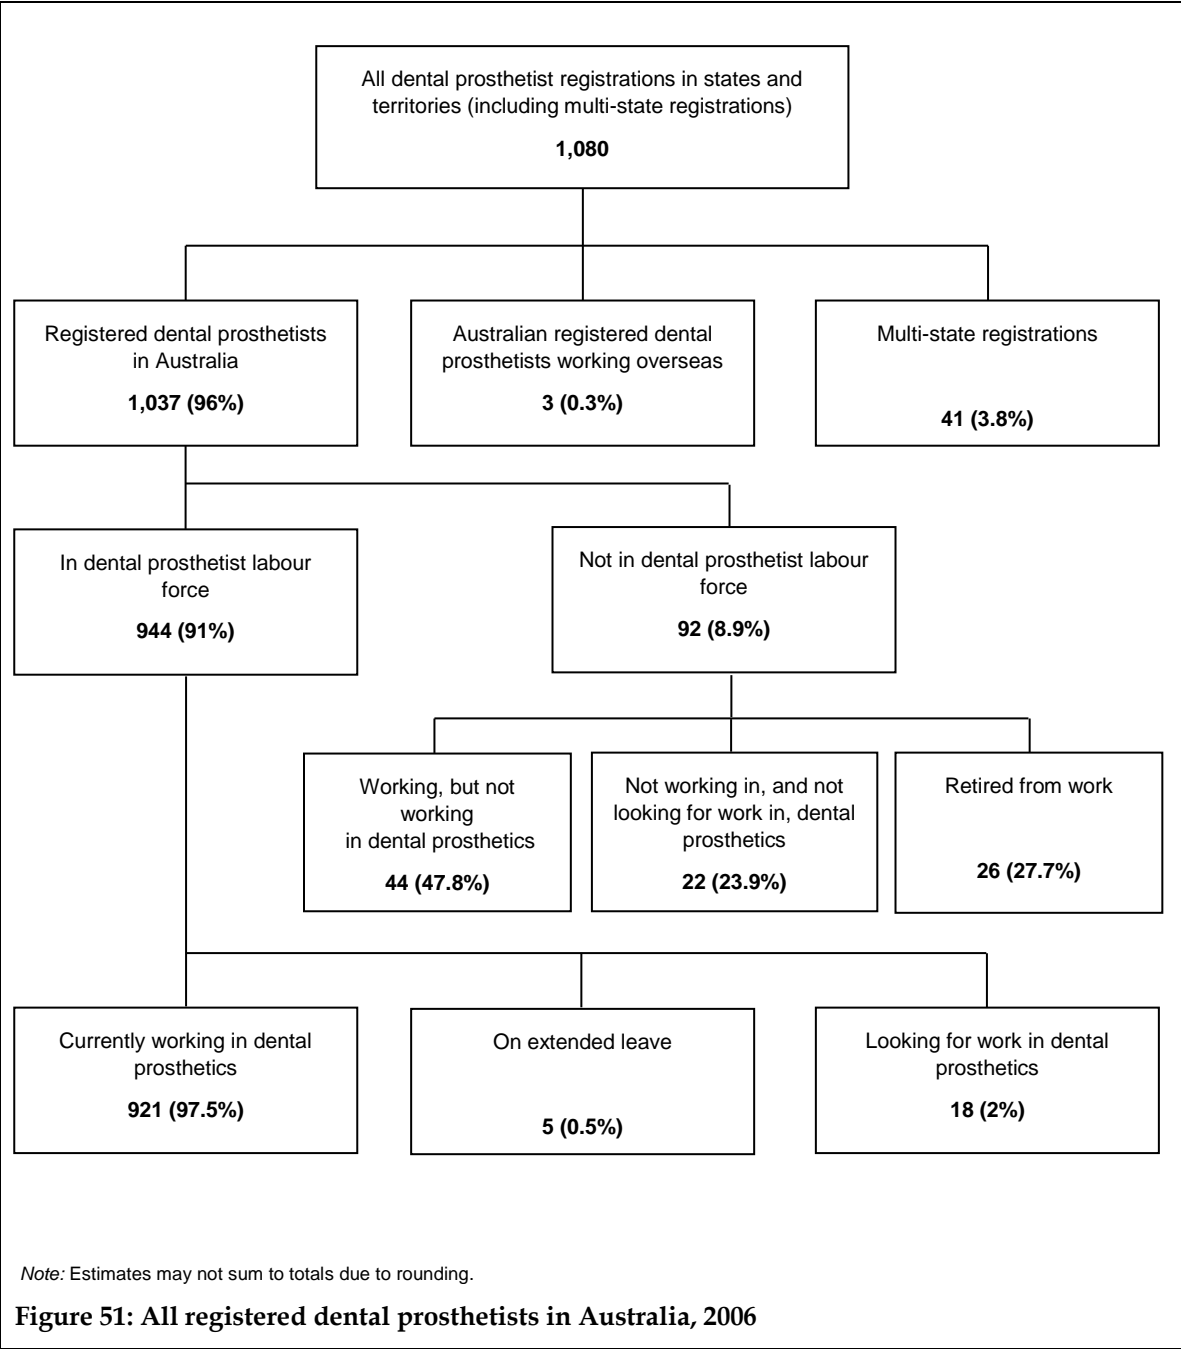 All dental prosthetist registrations in states and
territories (including multi-state registrations)
1,080
Registered dental prosthetists
in Australia
1,037 (96%)
Australian registered dental
prosthetists working overseas
3 (0.3%)
Multi-state registrations
41 (3.8%)
In dental prosthetist labour
force
944 (91%)
Not in dental prosthetist labour
force
92 (8.9%)
Working, but not
working
in dental prosthetics
44 (47.8%)
Not working in, and not
looking for work in, dental
prosthetics
22 (23.9%)
Retired from work
26 (27.7%)
Currently working in dental
prosthetics
921 (97.5%)
On extended leave
5 (0.5%)
Looking for work in dental
prosthetics
18 (2%)
Note: Estimates may not sum to totals due to rounding.
Figure 51: All registered dental prosthetists in Australia, 2006